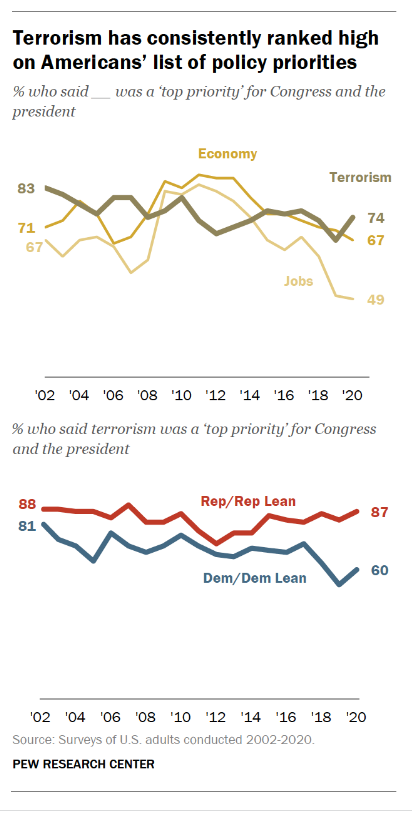 Terrorism has consistently ranked high
on Americans' list of policy priorities
% who said __ was a 'top priority' for Congress and the
president
Economy
Terrorism
83
71
67
74
67
Jobs
49
'02 '04 '06 '08 '10 '12 '14 '16 '18 '20
% who said terrorism was a 'top priority' for Congress
and the president
88
81
Rep/Rep Lean
87
Dem/Dem Lean
60
'02 '04 '06 '08 '10 '12 '14 '16 '18 '20
Source: Surveys of U.S. adults conducted 2002-2020.
PEW RESEARCH CENTER